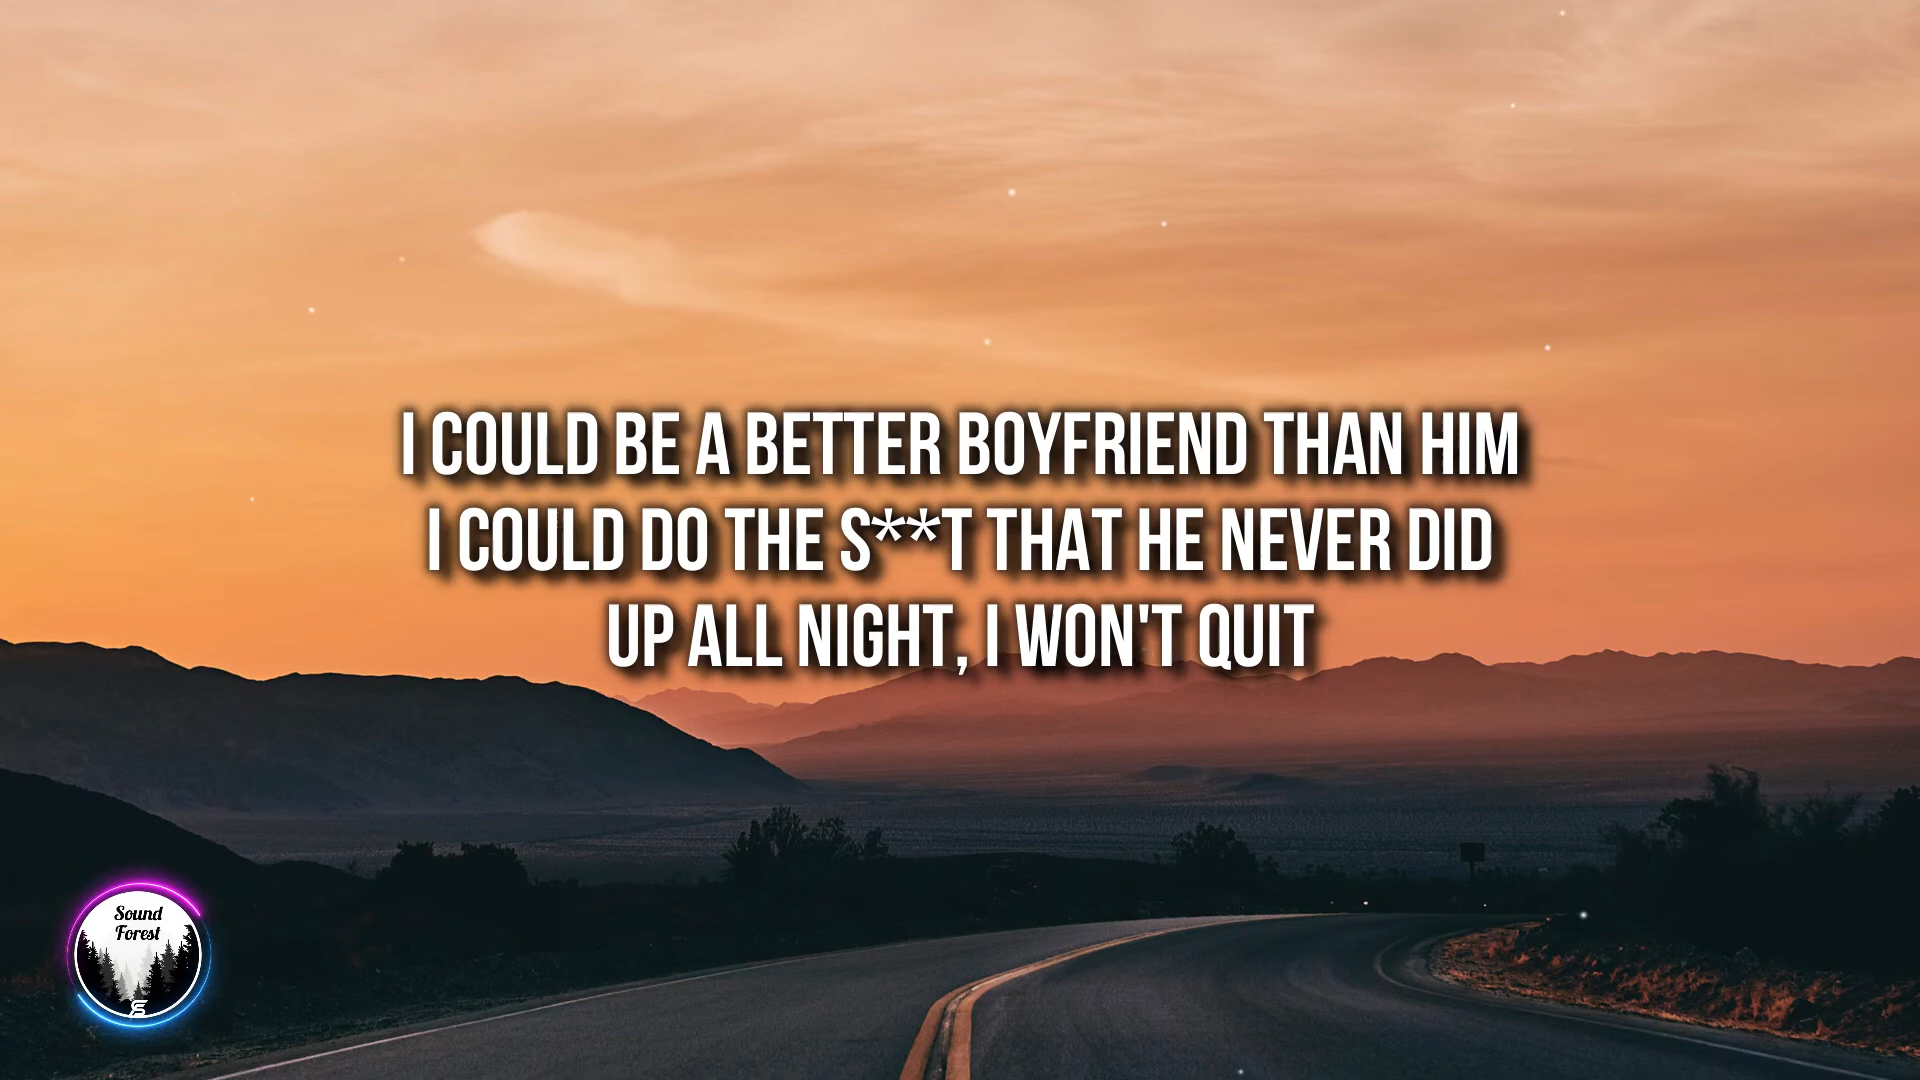 I COULD BE A BETTER BOYFRIEND THAN HIM
I COULD DO THE S**T THAT HE NEVER DID
UP ALL NIGHT, I WON'T QUIT
Sound
Forest